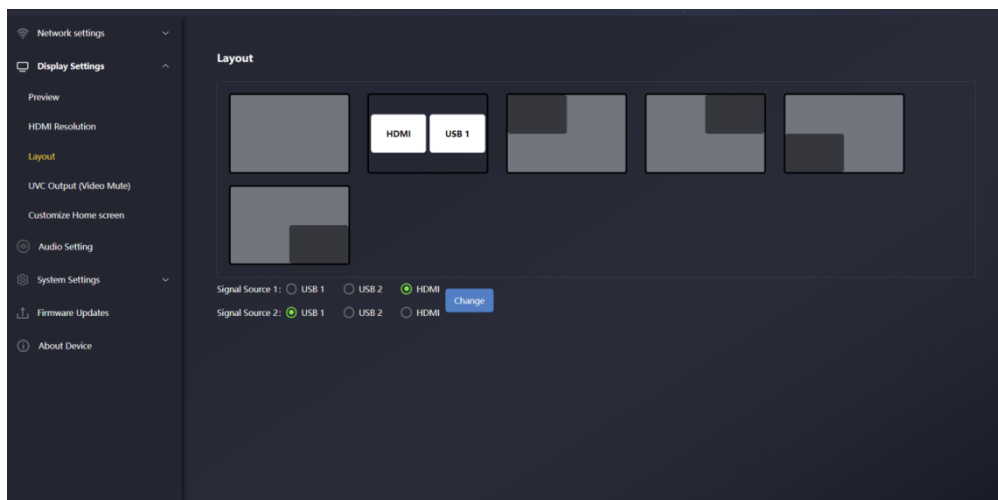 Network settings
Display Settings
Preview
HDMI Resolution
Layout
UVC Output (Video Mute)
Customize Home screen
Audio Setting
System Settings
Firmware Updates
About Device
Layout
HDMI USB 1
Signal Source 1: USB 1 USB 2 HDMI
Change
Signal Source 2: USB 1 USB 2 HDMI